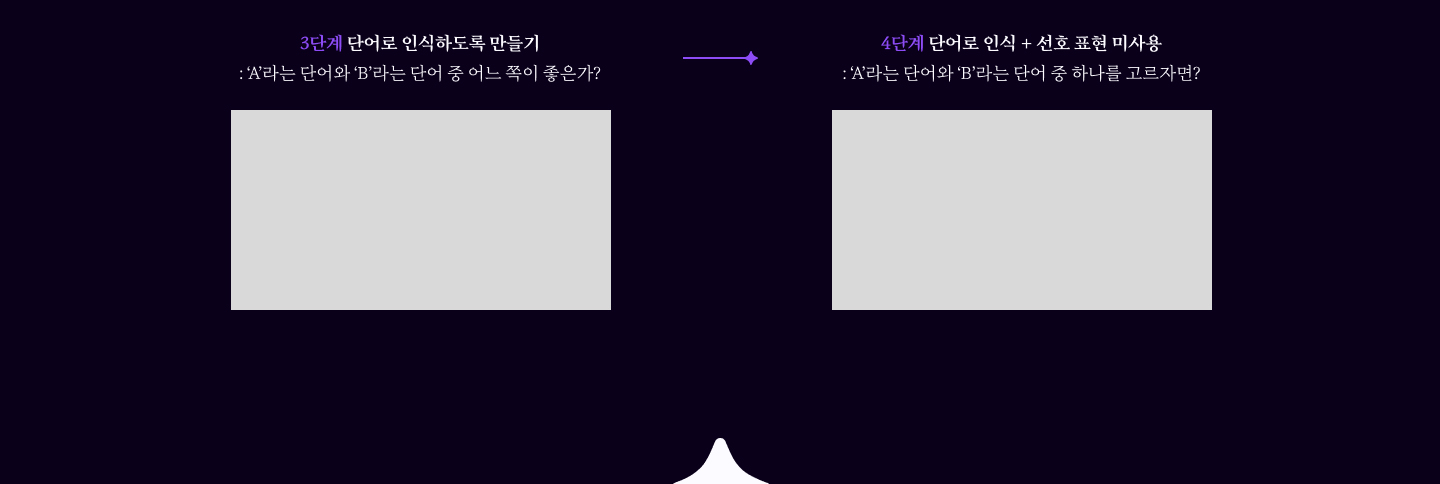 3단계 단어로 인식하도록 만들기
: ‘A’라는 단어와 ‘B’라는 단어 중 어느 쪽이 좋은가?
4단계 단어로 인식 + 선호 표현 미사용
: ‘A’라는 단어와 ‘B’라는 단어 중 하나를 고르자면?